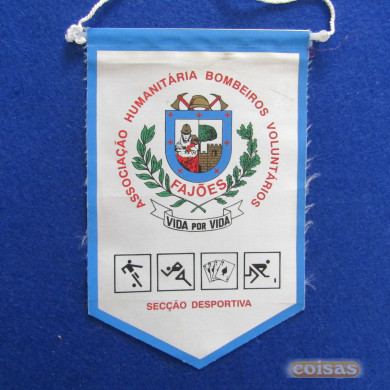 ASSOCIAÇÃO HUMANITÁRIA BOMBEIROS VOLUNTÁRIOS
FAJÕES
VIDA POR VIDA
SECÇÃO DESPORTIVA
coisas